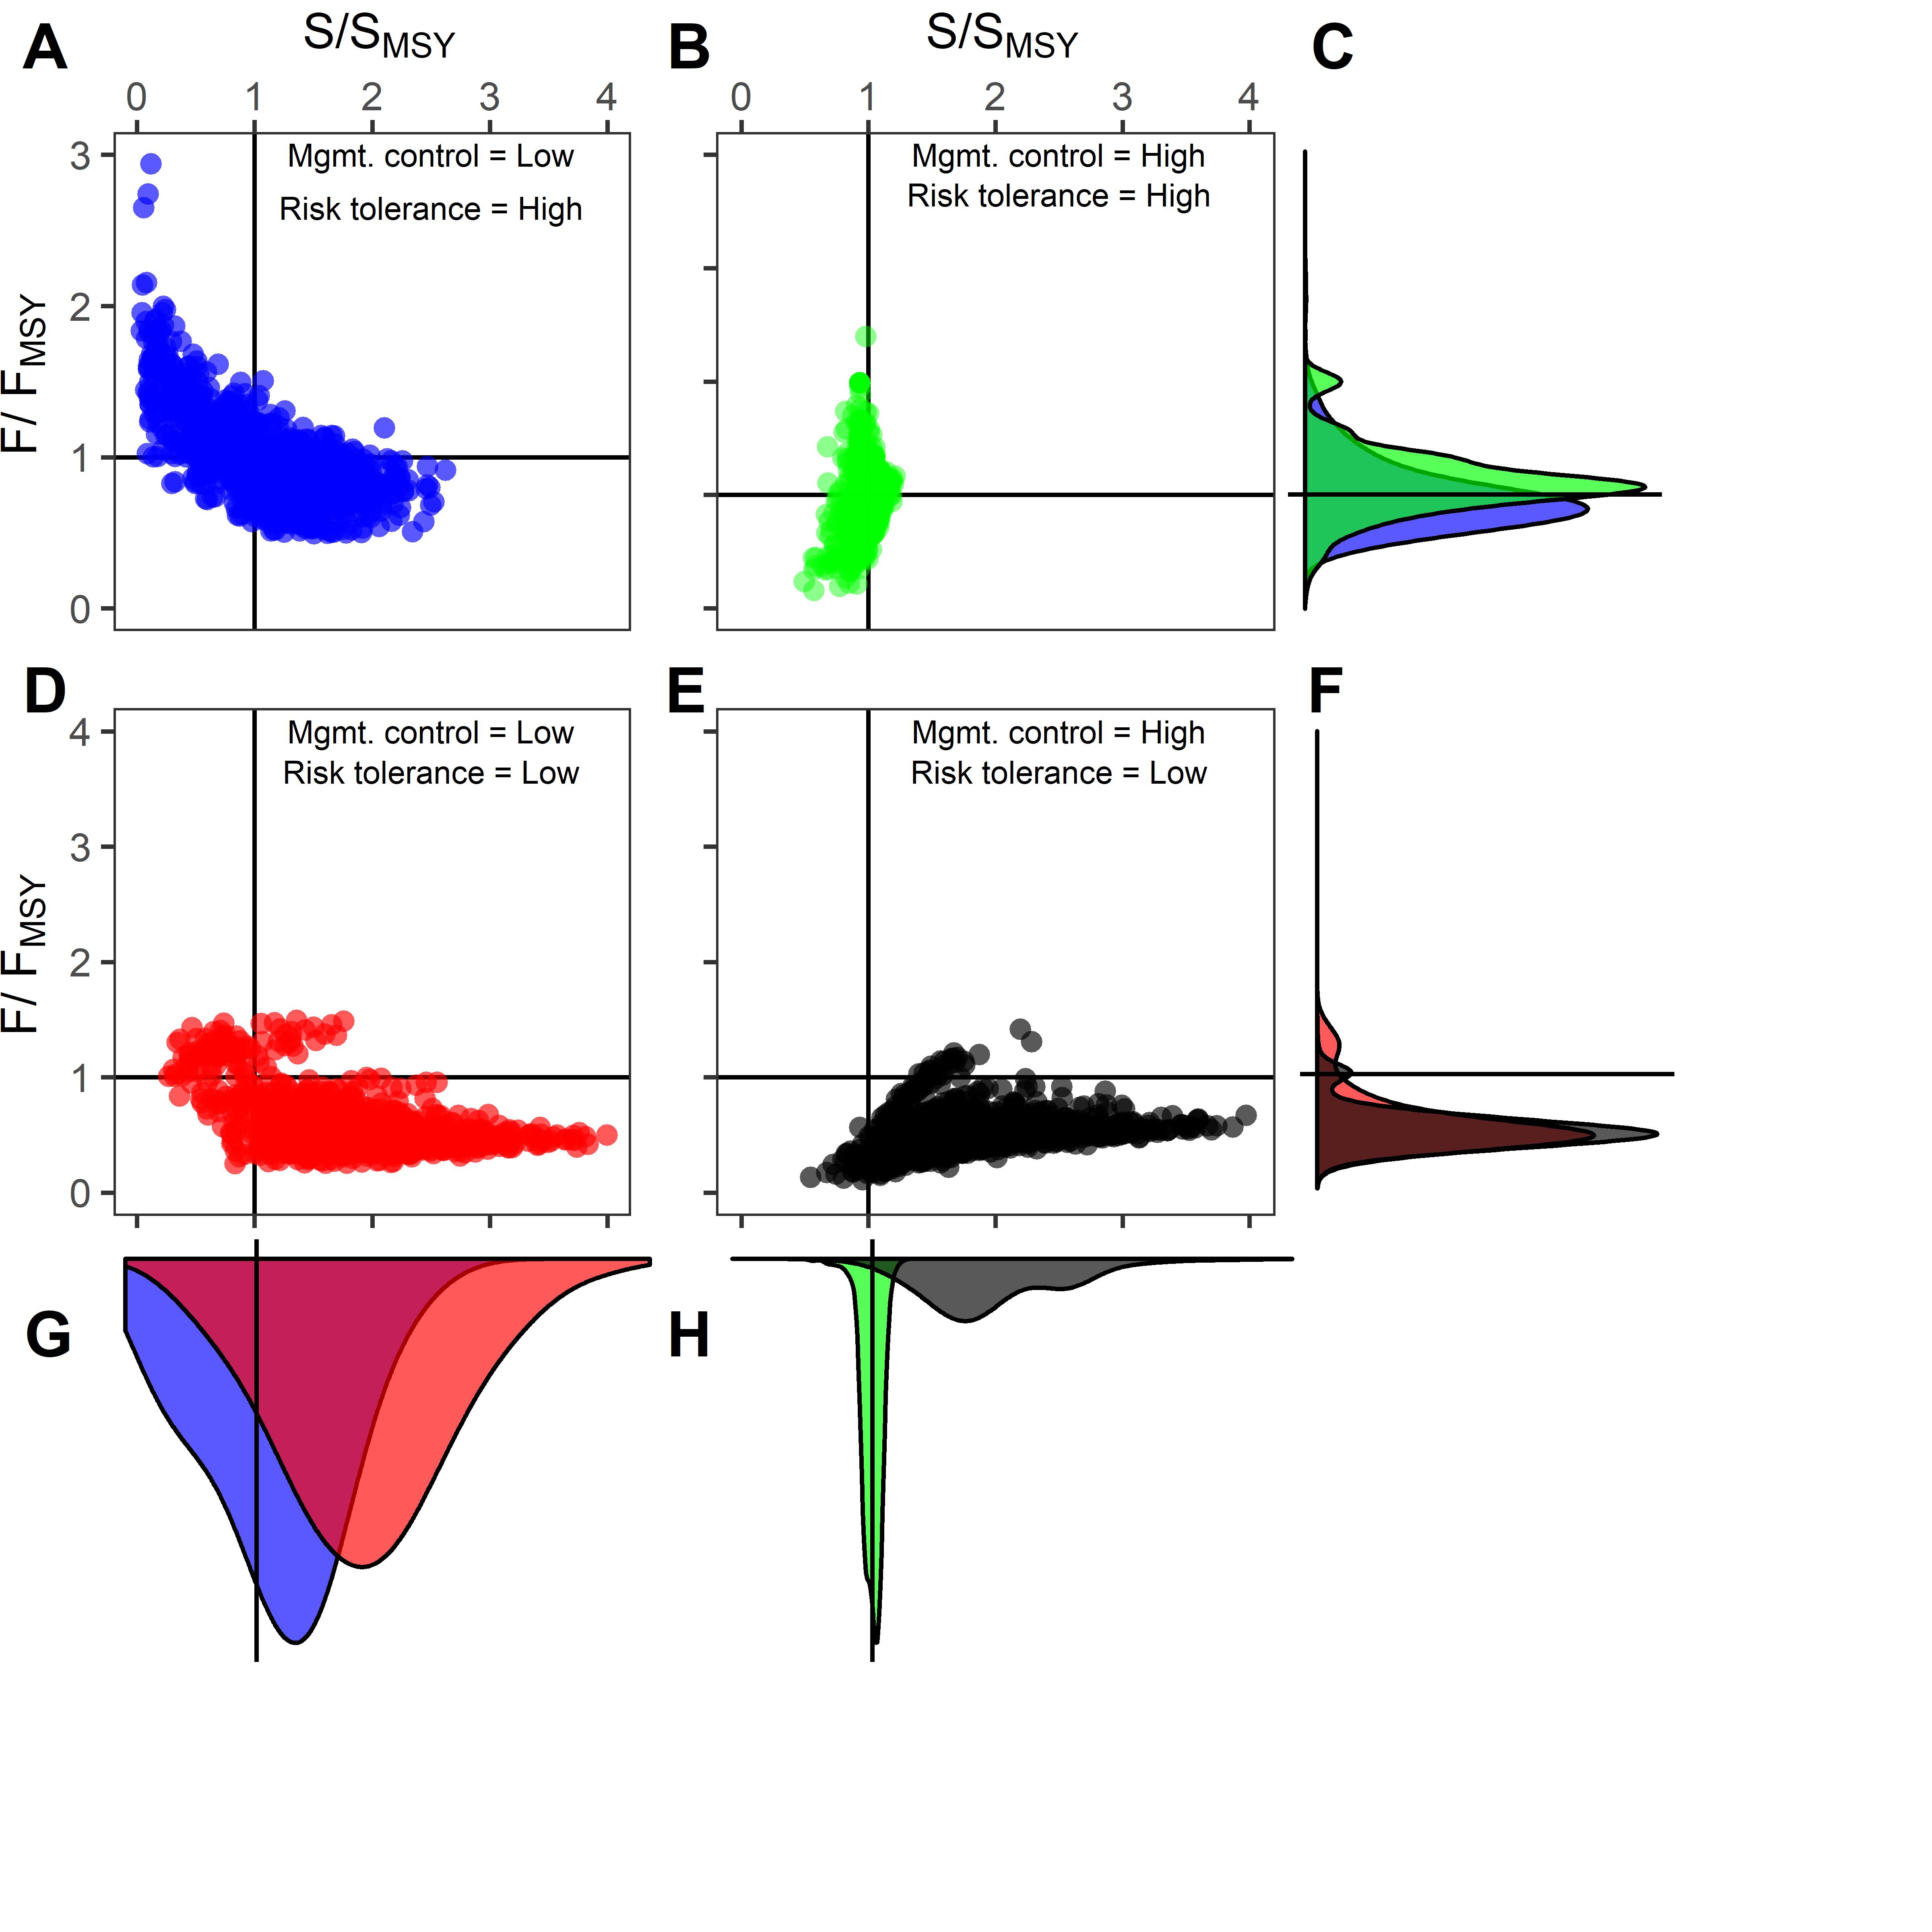 A
S/SMSY
B
S/SMSY
C
0 1 2 3 4
0 1 2 3 4
F/ FMSY
3
2
1
0
Mgmt. control = Low
Risk tolerance = High
Mgmt. control = High
Risk tolerance = High
D
E
F
F/ FMSY
4
3
2
1
0
Mgmt. control = Low
Risk tolerance = Low
Mgmt. control = High
Risk tolerance = Low
G
H